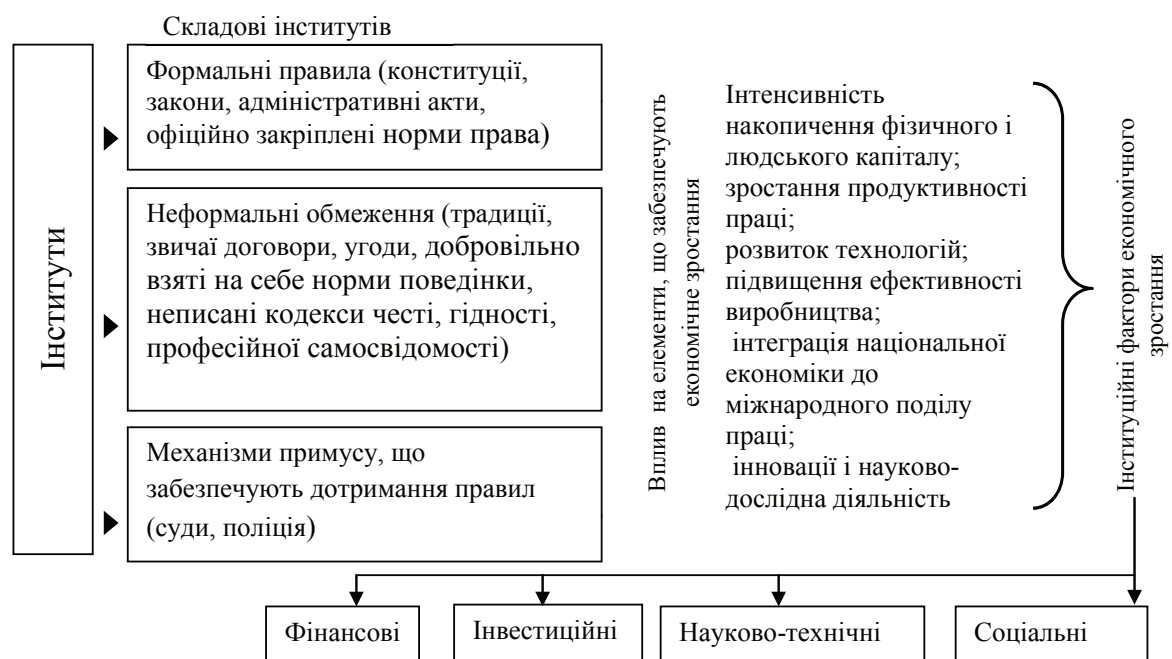 Складові інститутів
Інститути
Формальні правила (конституції,
закони, адміністративні акти,
офіційно закріплені норми права)
Неформальні обмеження (традиції,
звичаї договори, угоди, добровільно
взяті на себе норми поведінки,
неписані кодекси честі, гідності,
професійної самосвідомості)
Механізми примусу, що
забезпечують дотримання правил
(суди, поліція)
Вплив на елементи, що забезпечують
економічне зростання
Інтенсивність
накопичення фізичного і
людського капіталу;
зростання продуктивності
праці;
розвиток технологій;
підвищення ефективності
виробництва;
інтеграція національної
економіки до
міжнародного поділу
праці;
інновації і науково-
дослідна діяльність
Інституційні фактори економічного
зростання
Фінансові
Інвестиційні
Науково-технічні
Соціальні